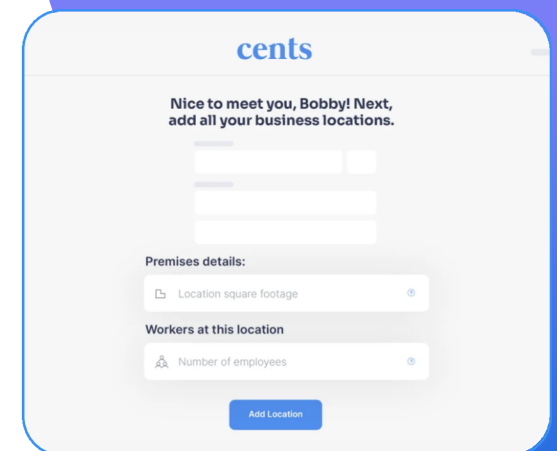 cents
Nice to meet you, Bobby! Next,
add all your business locations.
Premises details:
Location square footage
Workers at this location
Number of employees
Add Location